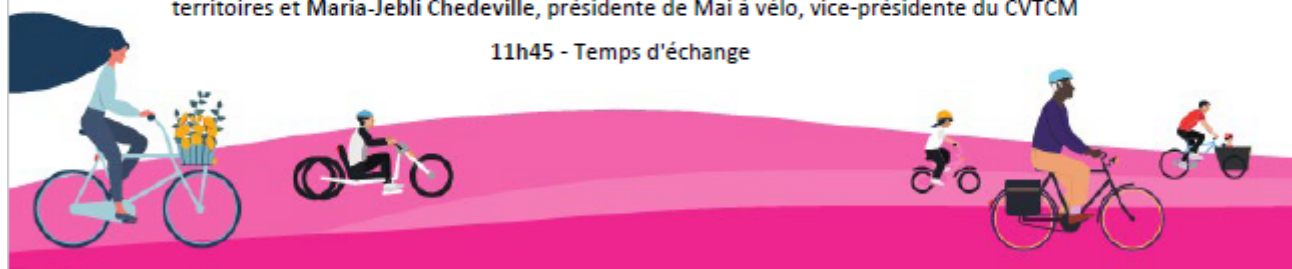 territoires et Maria-Jebli Chedeville, présidente de Mai à vélo, vice-présidente du CVTCM
11h45 - Temps d'échange